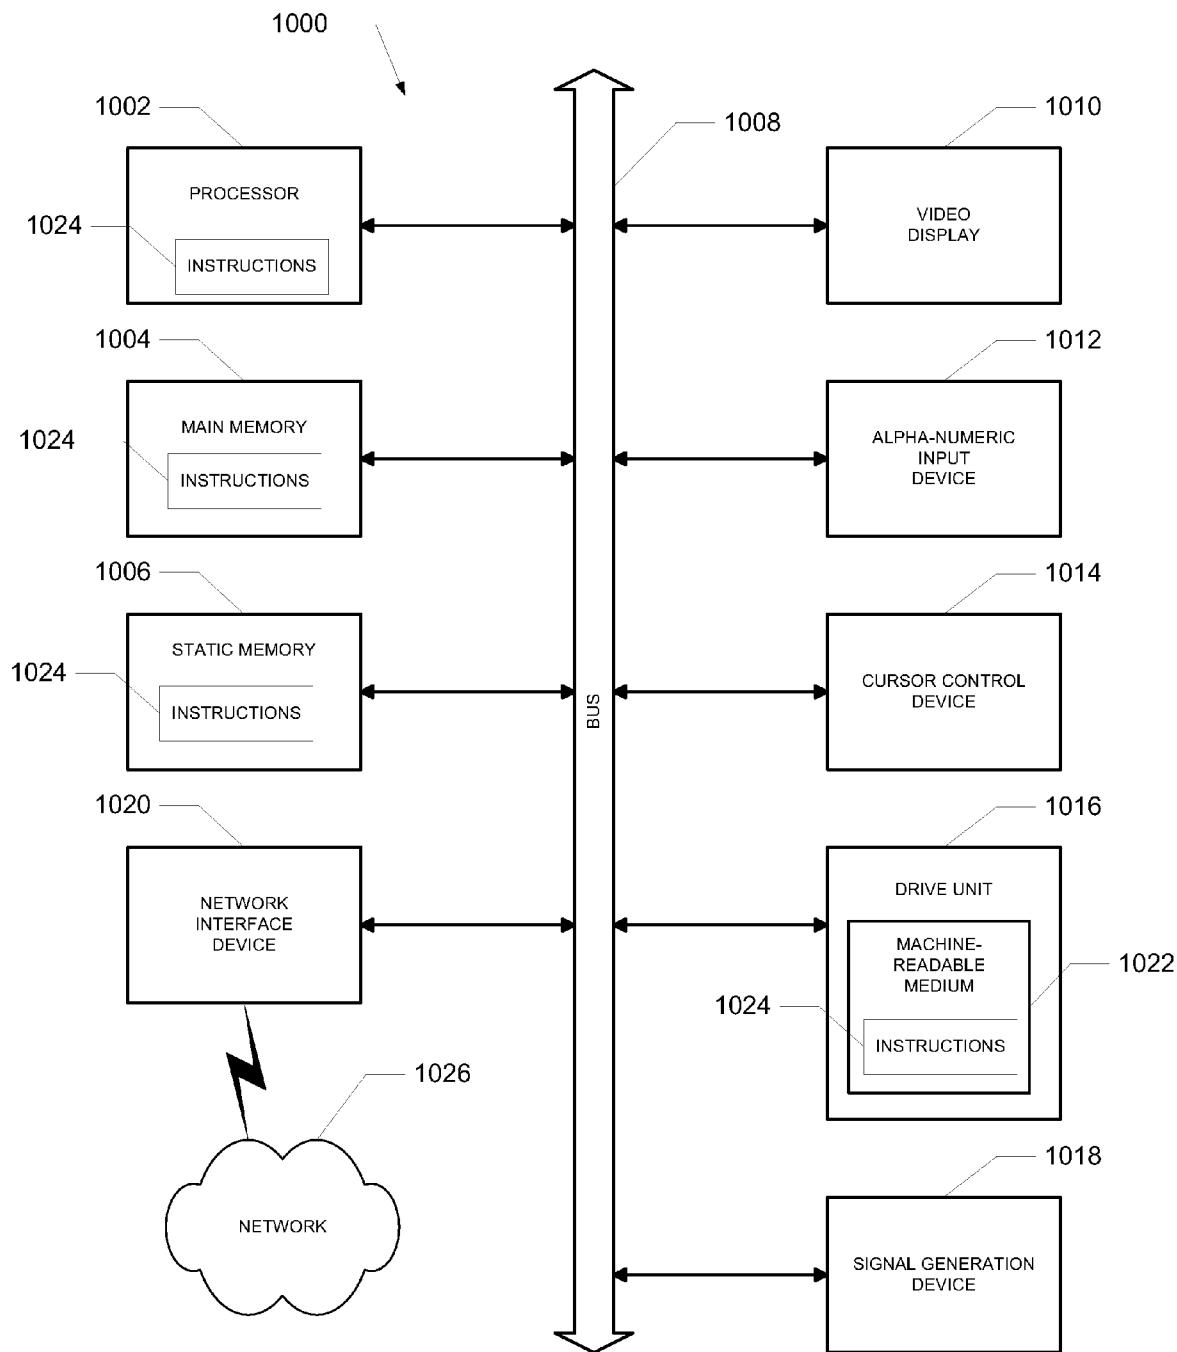 1000
1002
PROCESSOR
1024
INSTRUCTIONS
1004
MAIN MEMORY
1024
INSTRUCTIONS
1006
STATIC MEMORY
1024
INSTRUCTIONS
1020
NETWORK
INTERFACE
DEVICE
1026
NETWORK
1008
BUS
1010
VIDEO
DISPLAY
1012
ALPHA-NUMERIC
INPUT
DEVICE
1014
CURSOR CONTROL
DEVICE
1016
DRIVE UNIT
MACHINE-
READABLE
MEDIUM
1022
1024
INSTRUCTIONS
1018
SIGNAL GENERATION
DEVICE